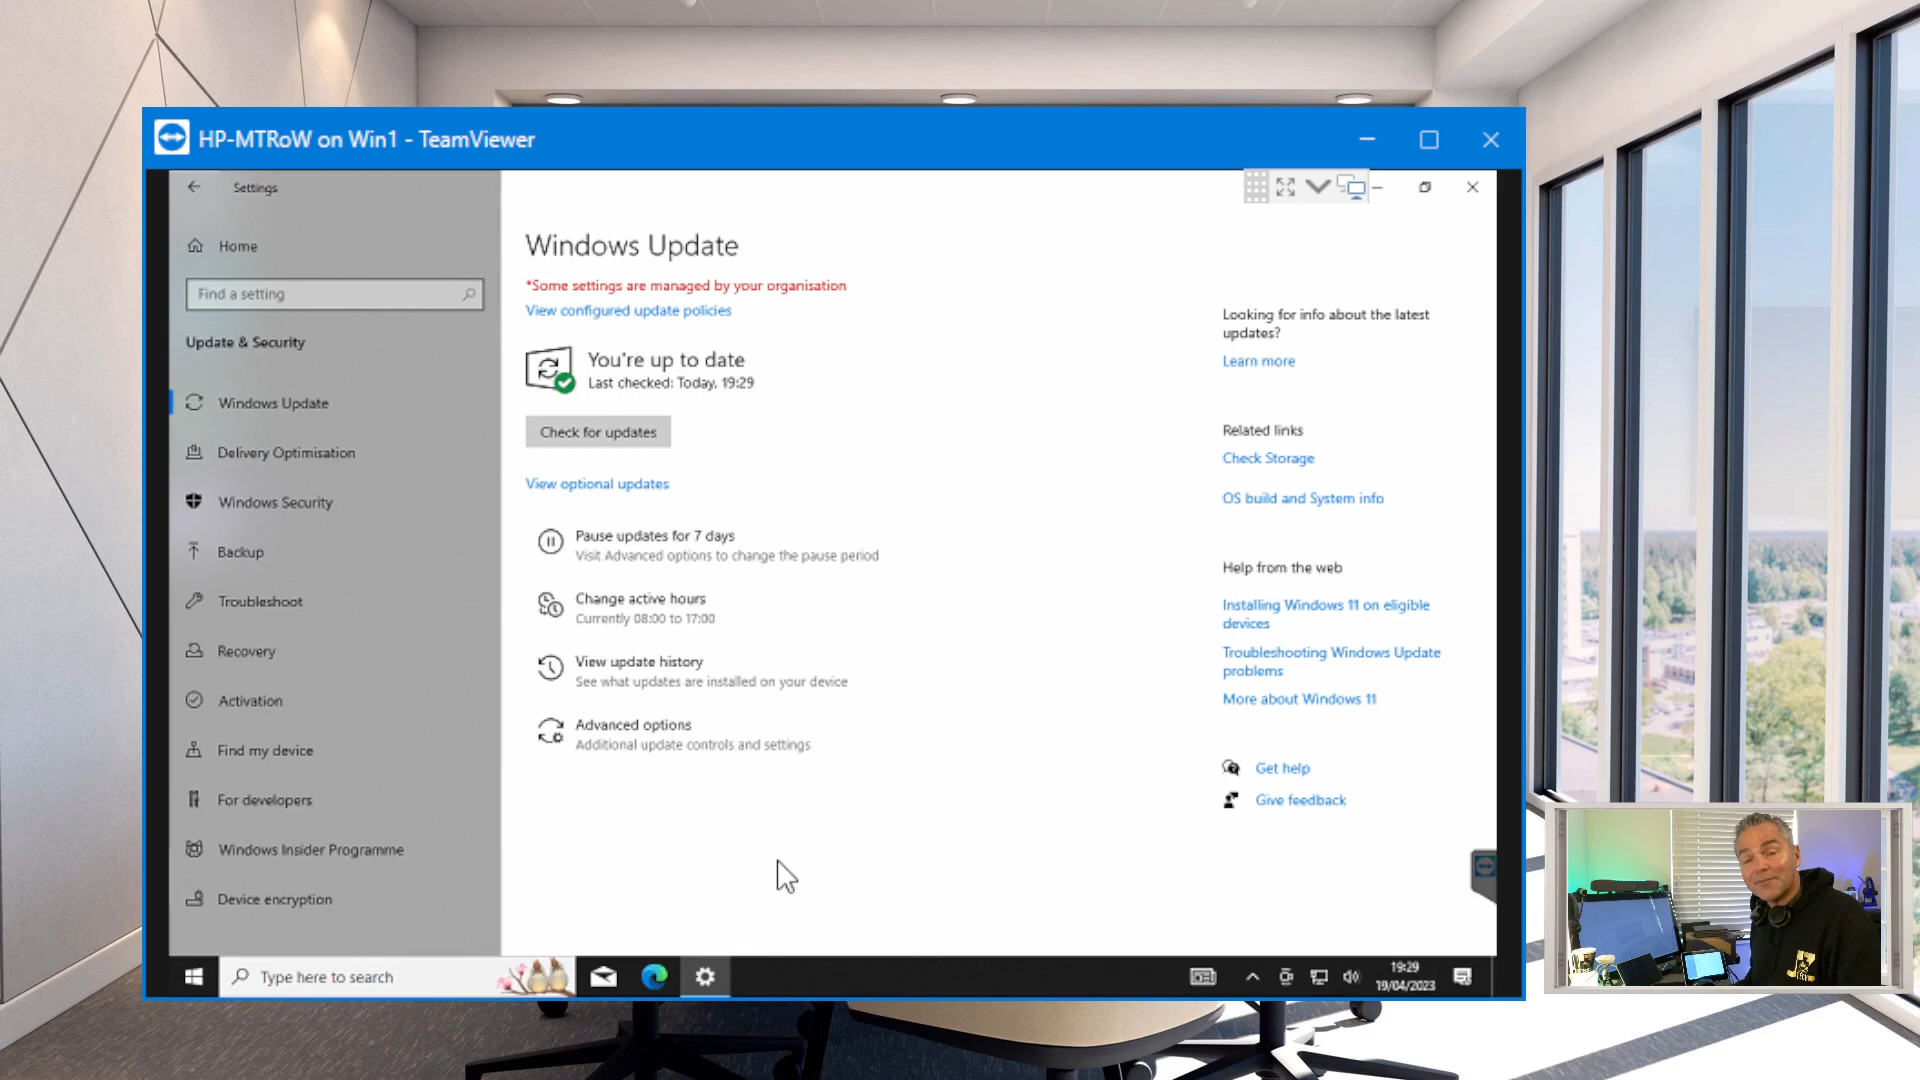 HP-MTRoW on Win1 - TeamViewer
Settings
Home
Find a setting
Update & Security
Windows Update
Delivery Optimisation
Windows Security
Backup
Troubleshoot
Recovery
Activation
Find my device
For developers
Windows Insider Programme
Device encryption
Windows Update
*Some settings are managed by your organisation
View configured update policies
You're up to date
Last checked: Today, 19:29
Check for updates
View optional updates
Pause updates for 7 days
Visit Advanced options to change the pause period
Change active hours
Currently 08:00 to 17:00
View update history
See what updates are installed on your device
Advanced options
Additional update controls and settings
Looking for info about the latest
updates?
Learn more
Related links
Check Storage
OS build and System info
Help from the web
Installing Windows 11 on eligible
devices
Troubleshooting Windows Update
problems
More about Windows 11
Get help
Give feedback
Type here to search
19:29
19/04/2023